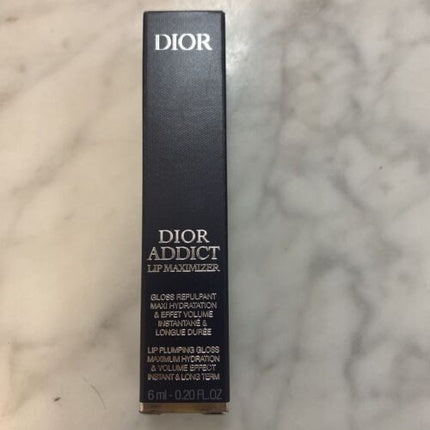 DIOR
DIOR
ADDICT
LIP MAXIMIZER
GLOSS REPULPANT
MAXI HYDRATATION
& EFFET VOLUME
INSTANTANÉ &
LONGUE DURÉE
LIP PLUMPING GLOSS
MAXIMUM HYDRATION
& VOLUME EFFECT
INSTANT & LONG TERM
6 ml - 0.20 FL.OZ